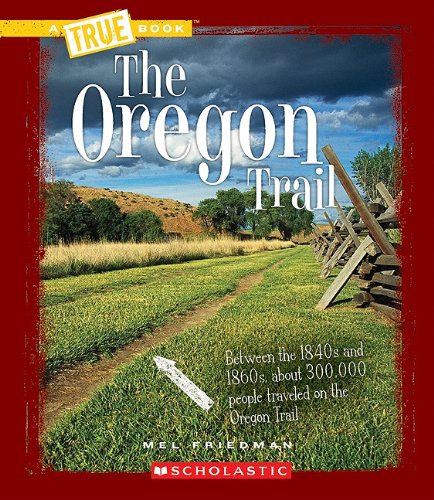 A TRUE BOOK™
The
Oregon
Trail
Between the 1840s and
1860s, about 300,000
people traveled on the
Oregon Trail
MEL FRIEDMAN
SCHOLASTIC